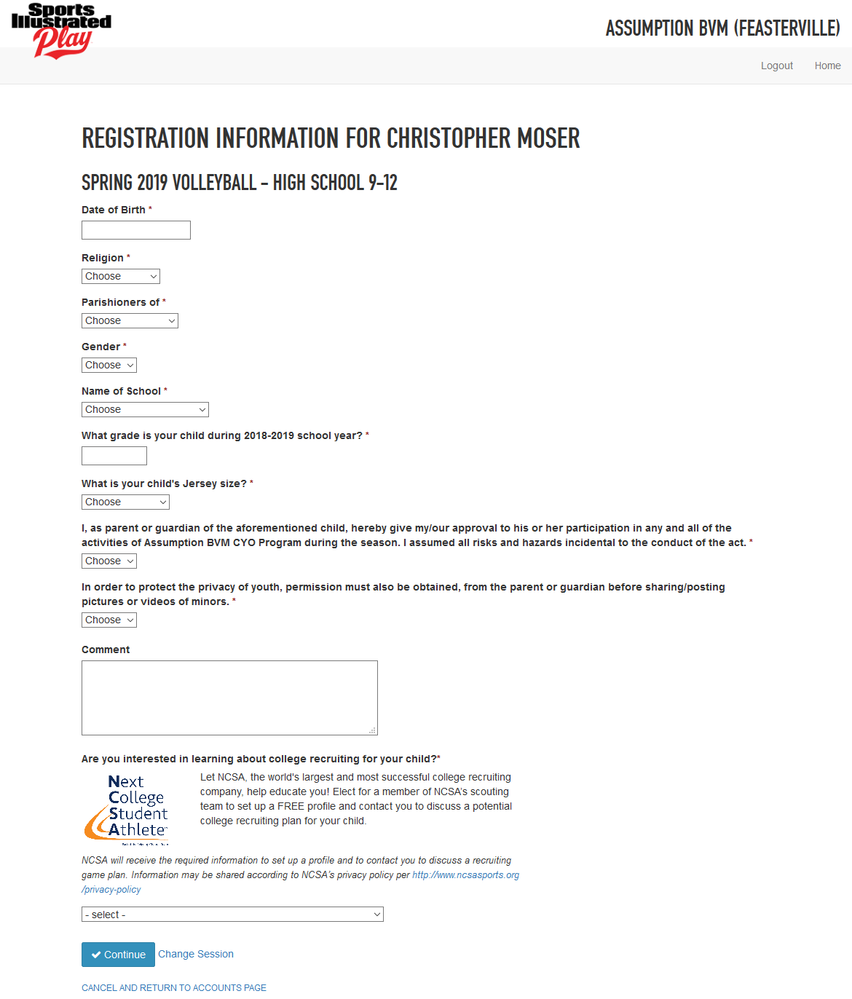 Sports
Illustrated
Play
ASSUMPTION BVM (FEASTERVILLE)
Logout Home
REGISTRATION INFORMATION FOR CHRISTOPHER MOSER
SPRING 2019 VOLLEYBALL - HIGH SCHOOL 9-12
Date of Birth *
Religion *
Choose
Parishioners of *
Choose
Gender *
Choose
Name of School *
Choose
What grade is your child during 2018-2019 school year? *
What is your child's Jersey size? *
Choose
I, as parent or guardian of the aforementioned child, hereby give my/our approval to his or her participation in any and all of the
activities of Assumption BVM CYO Program during the season. I assumed all risks and hazards incidental to the conduct of the act. *
Choose
In order to protect the privacy of youth, permission must also be obtained, from the parent or guardian before sharing/posting
pictures or videos of minors. *
Choose
Comment
Are you interested in learning about college recruiting for your child?*
Next
College
Student
Athlete
Let NCSA, the world's largest and most successful college recruiting
company, help educate you! Elect for a member of NCSA's scouting
team to set up a FREE profile and contact you to discuss a potential
college recruiting plan for your child.
NCSA will receive the required information to set up a profile and to contact you to discuss a recruiting
game plan. Information may be shared according to NCSA's privacy policy per http://www.ncsasports.org
/privacy-policy
- select -
Continue Change Session
CANCEL AND RETURN TO ACCOUNTS PAGE